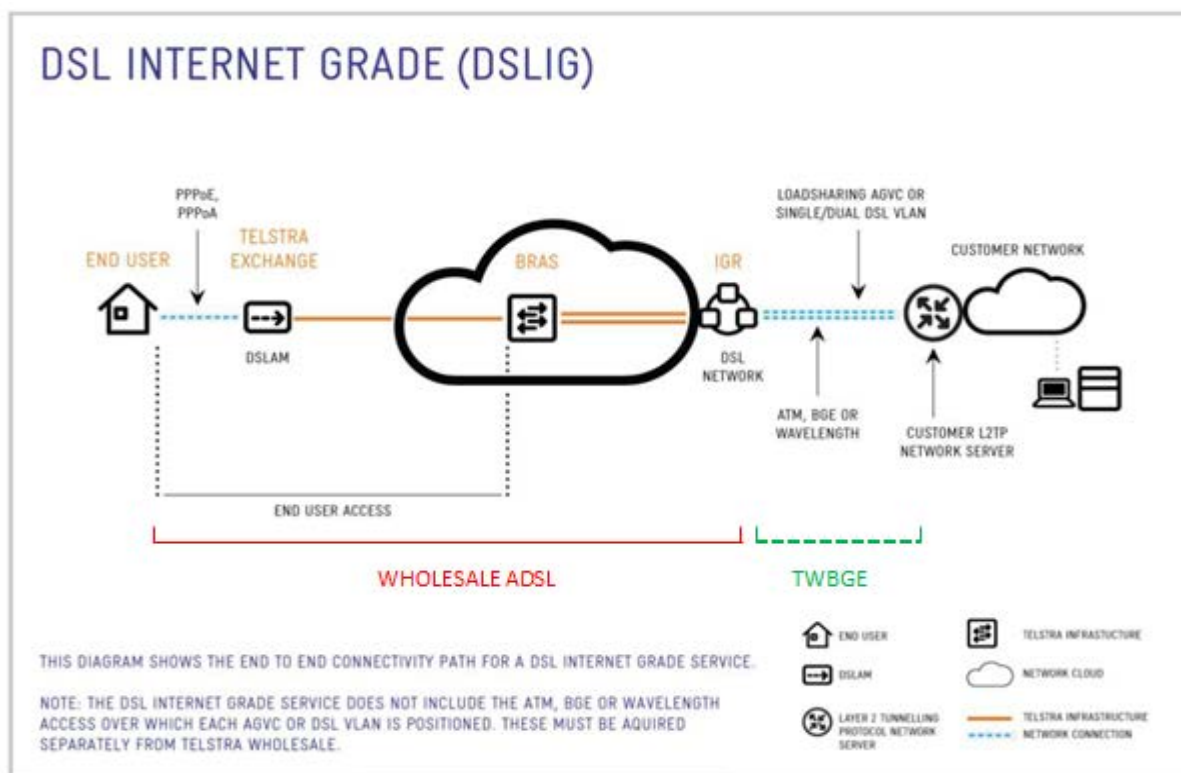 DSL INTERNET GRADE (DSLIG)
PPPoE,
PPPoA
LOADSHARING AGVC OR
SINGLE/DUAL DSL VLAN
END USER
TELSTRA
EXCHANGE
BRAS
IGR
CUSTOMER NETWORK
DSLAM
DSL
NETWORK
ATM, BGE OR
WAVELENGTH
CUSTOMER L2TP
NETWORK SERVER
END USER ACCESS
WHOLESALE ADSL
TWBGE
THIS DIAGRAM SHOWS THE END TO END CONNECTIVITY PATH FOR A DSL INTERNET GRADE SERVICE.
NOTE: THE DSL INTERNET GRADE SERVICE DOES NOT INCLUDE THE ATM, BGE OR WAVELENGTH
ACCESS OVER WHICH EACH AGVC OR DSL VLAN IS POSITIONED. THESE MUST BE AQUIRED
SEPARATELY FROM TELSTRA WHOLESALE.
END USER
TELSTRA INFRASTUCTURE
DSLAM
NETWORK CLOUD
LAYER 2 TUNNELLING
PROTOCOL NETWORK
SERVER
TELSTRA INFRASTRUCTURE
NETWORK CONNECTION